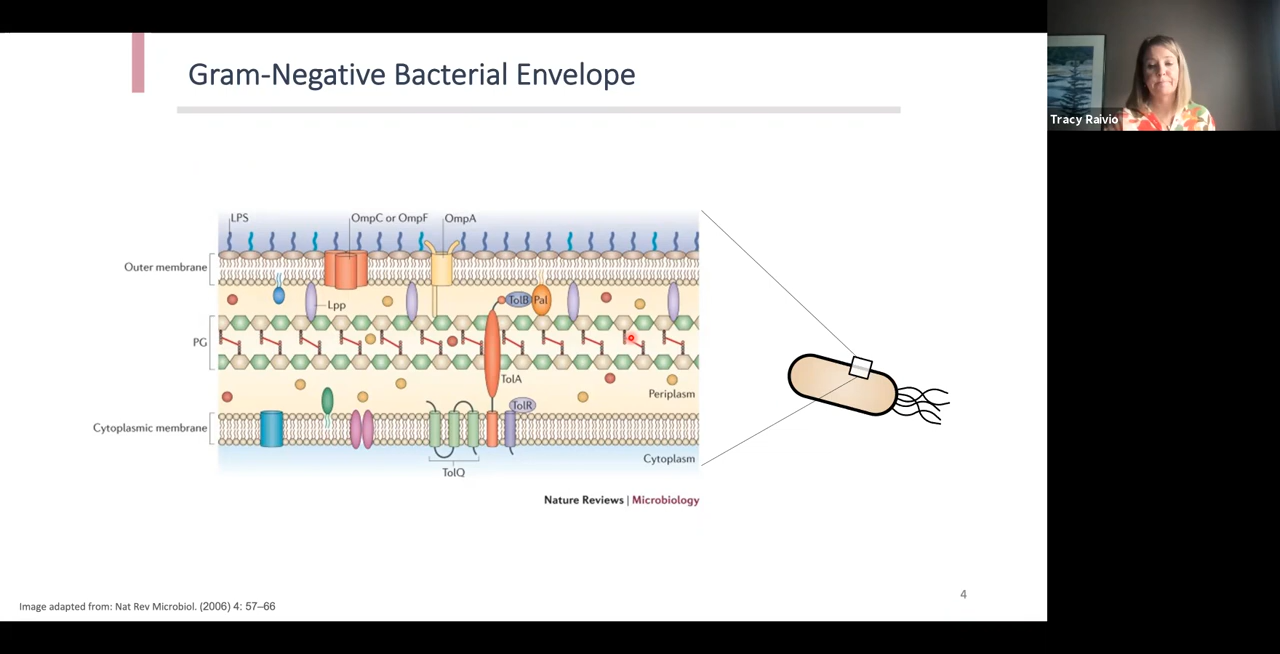 Gram-Negative Bacterial Envelope
Tracy Raivio
LPS
OmpC or OmpF
OmpA
Outer membrane
TolB
Pal
Lpp
PG
TolA
Periplasm
TolR
Cytoplasmic membrane
Cytoplasm
TolQ
Nature Reviews | Microbiology
4
Image adapted from: Nat Rev Microbiol. (2006) 4: 57–66